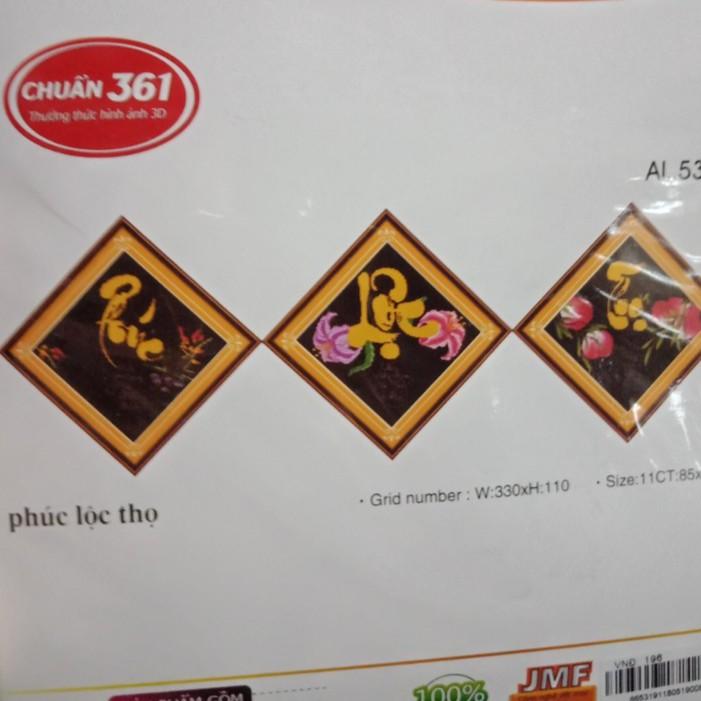 CHUẨN 361
Thưởng thức hình ảnh 3D
AL 53
Phúc
Lộc
Thọ
· Grid number : W:330xH:110
· Size:11CT:85x
phúc lộc thọ
100%
JMF
VND 196